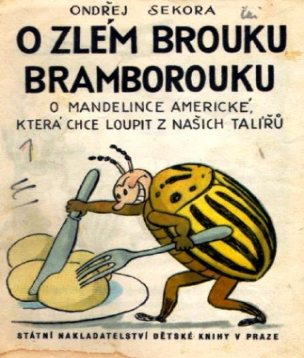 ONDŘEJ SEKORA
O ZLÉM BROUKU
BRAMBOROUKU
O MANDELINCE AMERICKÉ,
KTERÁ CHCE LOUPIT Z NAŠICH TALÍŘŮ
STÁTNÍ NAKLADATELSTVÍ DĚTSKÉ KNIHY V PRAZE